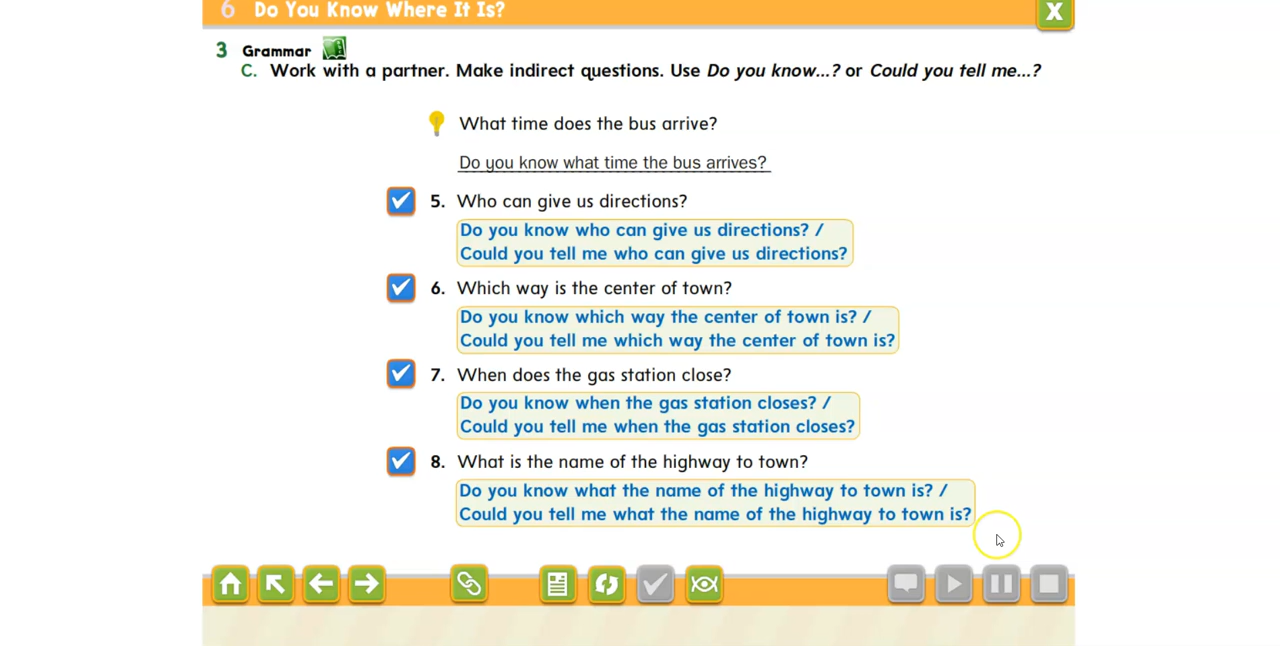 6 Do You Know Where It Is?
X
3 Grammar
C. Work with a partner. Make indirect questions. Use Do you know...? or Could you tell me...?
What time does the bus arrive?
Do you know what time the bus arrives?
5. Who can give us directions?
Do you know who can give us directions? /
Could you tell me who can give us directions?
6. Which way is the center of town?
Do you know which way the center of town is? /
Could you tell me which way the center of town is?
7. When does the gas station close?
Do you know when the gas station closes? /
Could you tell me when the gas station closes?
8. What is the name of the highway to town?
Do you know what the name of the highway to town is? /
Could you tell me what the name of the highway to town is?